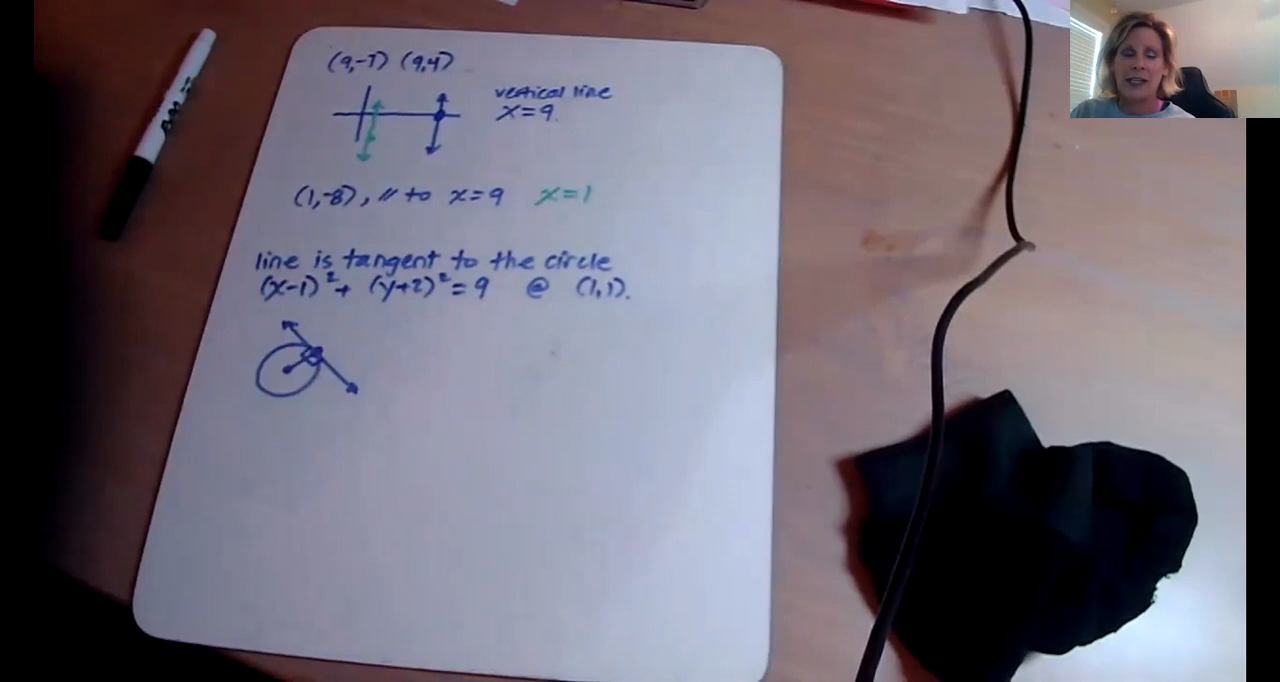 (9,-7) (9,4)
vertical line
x=9.
(1,-8), // to x=9 x=1
line is tangent to the circle
(x-1)²+ (y+2)²=9 @ (1,1).